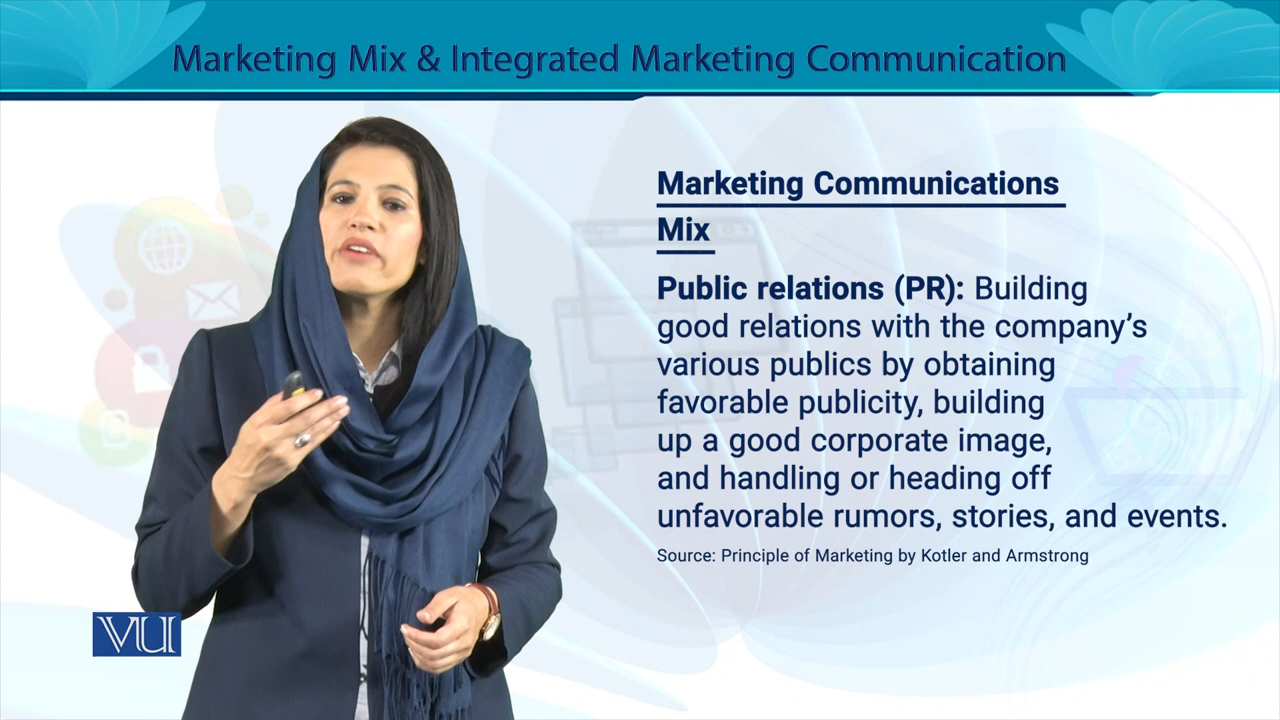 Marketing Mix & Integrated Marketing Communication
Marketing Communications
Mix
Public relations (PR): Building
good relations with the company's
various publics by obtaining
favorable publicity, building
up a good corporate image,
and handling or heading off
unfavorable rumors, stories, and events.
Source: Principle of Marketing by Kotler and Armstrong
VU